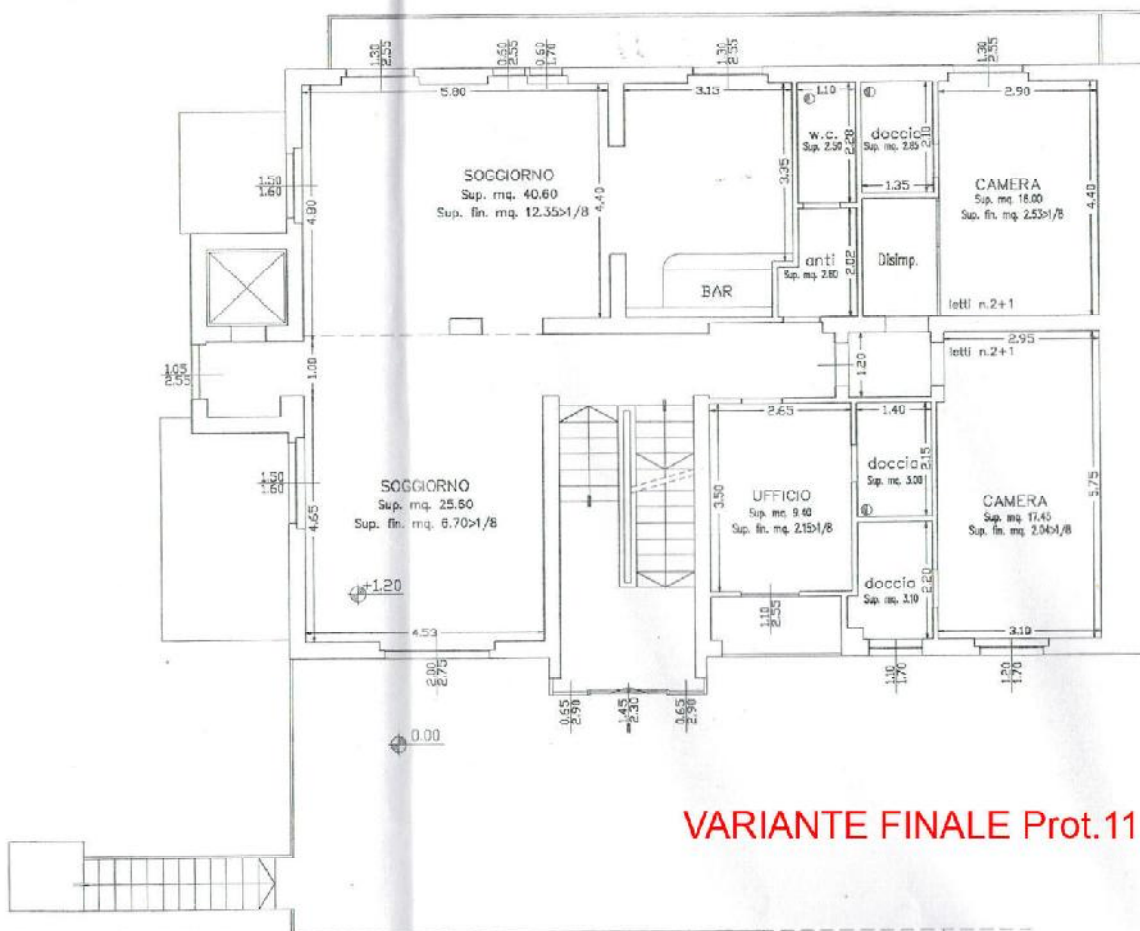 1.30
2.55
0.60
2.55
0.60
1.70
1.30
2.55
1.30
2.55
5.80
3.15
1.10
2.90
w.c.
Sup. 2.50
2.28
doccia
Sup. mq. 2.85
2.10
1.35
1.50
1.60
4.90
SOGGIORNO
Sup. mq. 40.60
Sup. fin. mq. 12.35>1/8
4.40
3.35
CAMERA
Sup. mq. 16.00
Sup. fin. mq. 2.53>1/8
4.40
anti
Sup. mq. 2.80
2.02
Disimp.
BAR
letti n.2+1
letti n.2+1
2.95
1.05
2.55
1.00
1.20
2.65
1.40
1.50
1.60
4.65
SOGGIORNO
Sup. mq. 25.60
Sup. fin. mq. 6.70>1/8
3.50
UFFICIO
Sup. mq. 9.40
Sup. fin. mq. 2.15>1/8
doccia
Sup. mq. 3.00
2.15
CAMERA
Sup. mq. 17.45
Sup. fin. mq. 2.04>1/8
5.75
+1.20
doccia
Sup. mq. 3.10
2.20
4.53
1.10
2.55
3.10
2.00
2.75
1.10
1.70
1.20
1.70
0.65
2.90
1.45
2.30
0.65
2.90
0.00
VARIANTE FINALE Prot.11